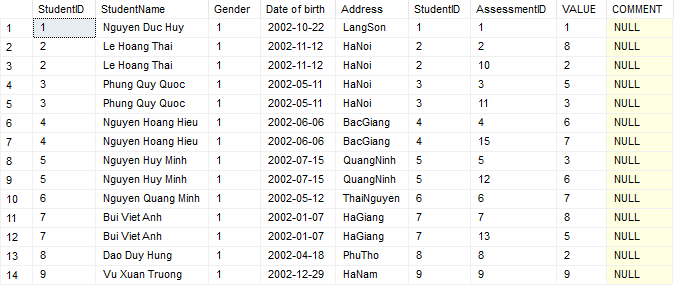 StudentID StudentName Gender Date of birth Address StudentID AssessmentID VALUE COMMENT
1 1 Nguyen Duc Huy 1 2002-10-22 LangSon 1 1 1 NULL
2 2 Le Hoang Thai 1 2002-11-12 HaNoi 2 2 8 NULL
3 2 Le Hoang Thai 1 2002-11-12 HaNoi 2 10 2 NULL
4 3 Phung Quy Quoc 1 2002-05-11 HaNoi 3 3 5 NULL
5 3 Phung Quy Quoc 1 2002-05-11 HaNoi 3 11 3 NULL
6 4 Nguyen Hoang Hieu 1 2002-06-06 BacGiang 4 4 6 NULL
7 4 Nguyen Hoang Hieu 1 2002-06-06 BacGiang 4 15 7 NULL
8 5 Nguyen Huy Minh 1 2002-07-15 QuangNinh 5 5 3 NULL
9 5 Nguyen Huy Minh 1 2002-07-15 QuangNinh 5 12 6 NULL
10 6 Nguyen Quang Minh 1 2002-05-12 ThaiNguyen 6 6 7 NULL
11 7 Bui Viet Anh 1 2002-01-07 HaGiang 7 7 8 NULL
12 7 Bui Viet Anh 1 2002-01-07 HaGiang 7 13 5 NULL
13 8 Dao Duy Hung 1 2002-04-18 PhuTho 8 8 2 NULL
14 9 Vu Xuan Truong 1 2002-12-29 HaNam 9 9 9 NULL